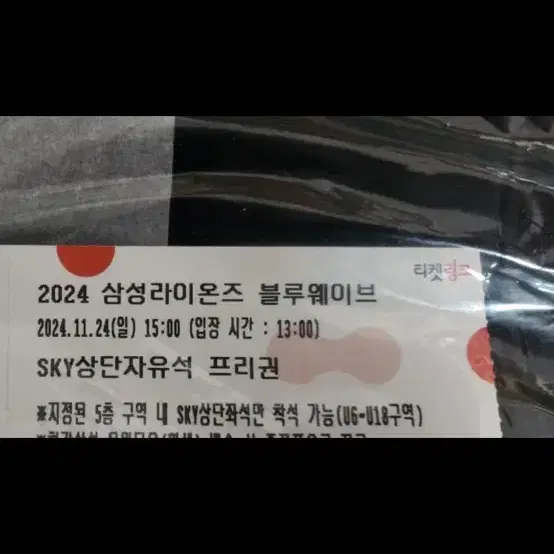 티켓링크
2024 삼성라이온즈 블루웨이브
2024.11.24(일) 15:00 (입장 시간 : 13:00)
SKY상단자유석 프리권
※지정된 5층 구역 내 SKY상단좌석만 착석 가능(U6-U18구역)